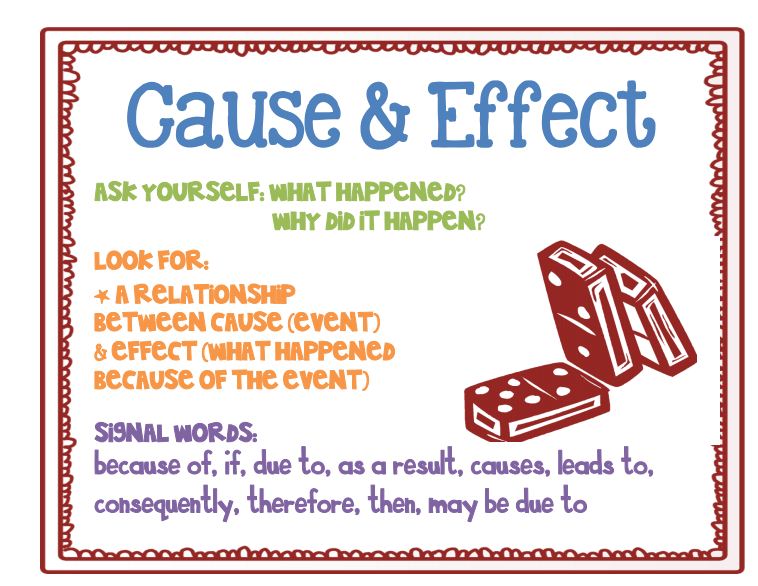 Cause & Effect
ASK YOURSELF: WHAT HAPPENED?
WHY DID IT HAPPEN?
LOOK FOR:
★ A RELATIONSHIP
BETWEEN CAUSE (EVENT)
& EFFECT (WHAT HAPPENED
BECAUSE OF THE EVENT)
SIGNAL WORDS:
because of, if, due to, as a result, causes, leads to,
consequently, therefore, then, may be due to